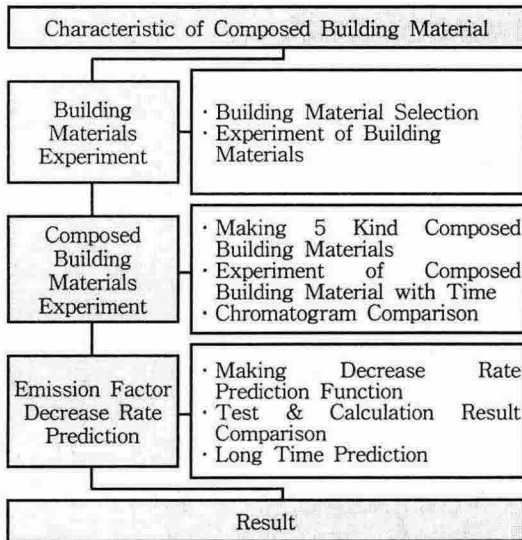 Characteristic of Composed Building Material
Building
Materials
Experiment
· Building Material Selection
· Experiment of Building
Materials
Composed
Building
Materials
Experiment
· Making 5 Kind Composed
Building Materials
· Experiment of Composed
Building Material with Time
· Chromatogram Comparison
Emission Factor
Decrease Rate
Prediction
· Making Decrease Rate
Prediction Function
· Test & Calculation Result
Comparison
· Long Time Prediction
Result